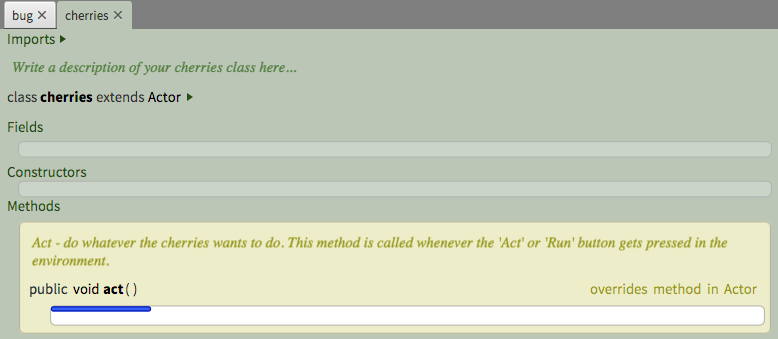 bug × cherries ×
Imports ▸
Write a description of your cherries class here...
class cherries extends Actor ▸
Fields
Constructors
Methods
Act - do whatever the cherries wants to do. This method is called whenever the 'Act' or 'Run' button gets pressed in the
environment.
public void act() overrides method in Actor